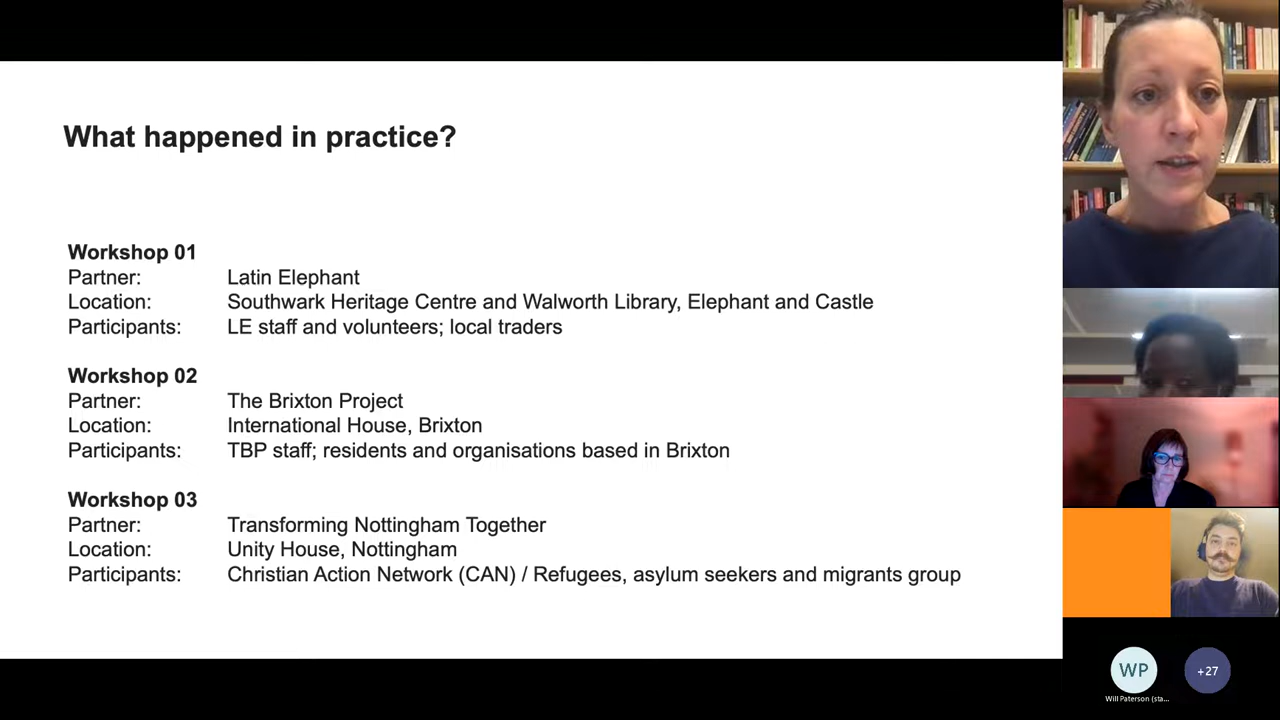 What happened in practice?
Workshop 01
Partner: Latin Elephant
Location: Southwark Heritage Centre and Walworth Library, Elephant and Castle
Participants: LE staff and volunteers; local traders
Workshop 02
Partner: The Brixton Project
Location: International House, Brixton
Participants: TBP staff; residents and organisations based in Brixton
Workshop 03
Partner: Transforming Nottingham Together
Location: Unity House, Nottingham
Participants: Christian Action Network (CAN) / Refugees, asylum seekers and migrants group
WP
+27
Will Paterson (sta...